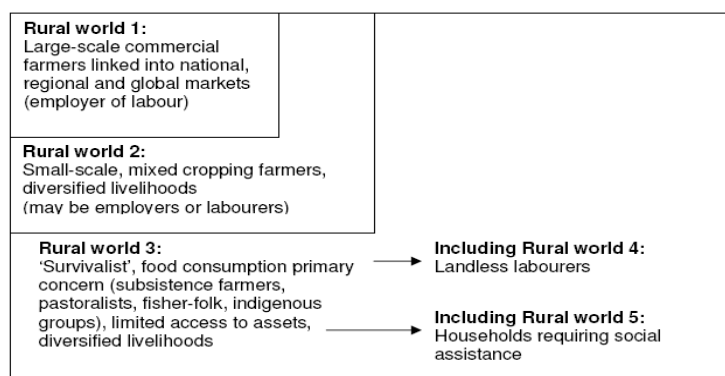 Rural world 1:
Large-scale commercial
farmers linked into national,
regional and global markets
(employer of labour)
Rural world 2:
Small-scale, mixed cropping farmers,
diversified livelihoods
(may be employers or labourers)
Rural world 3:
‘Survivalist’, food consumption primary
concern (subsistence farmers,
pastoralists, fisher-folk, indigenous
groups), limited access to assets,
diversified livelihoods
Including Rural world 4:
Landless labourers
Including Rural world 5:
Households requiring social
assistance